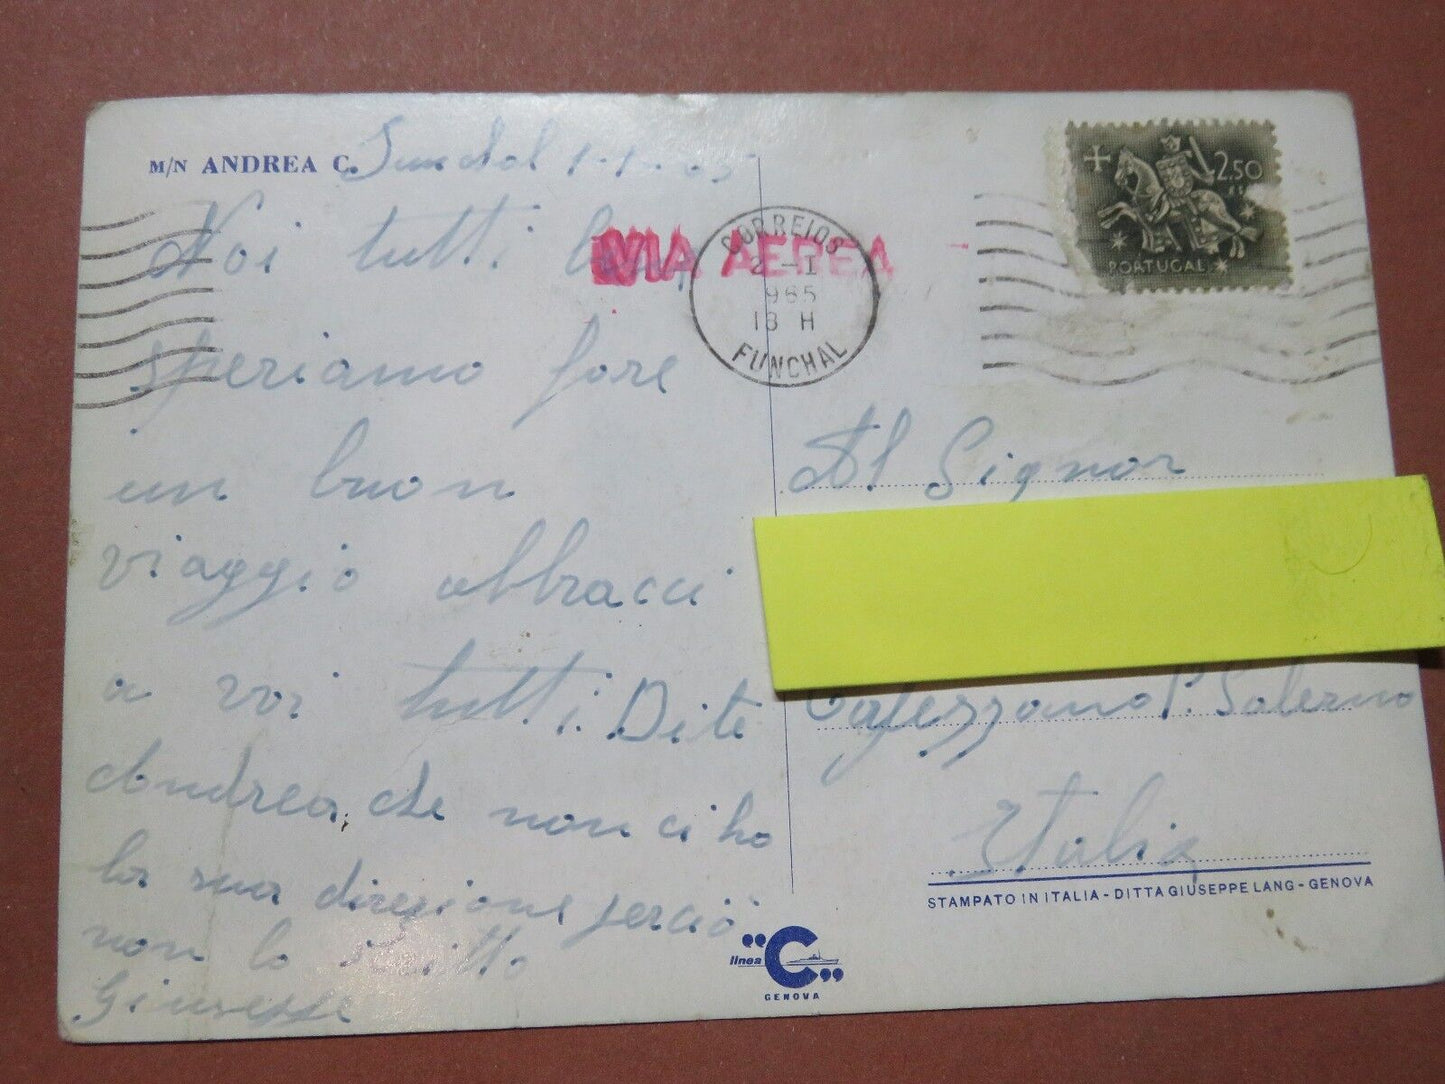 M/N ANDREA C.
Funchal 1-1-65
Noi tutti
speriamo fare
un buon
viaggio abbracci
a voi tutti. Dite
Andrea, che non ci ho
la sua direzione perciò
non lo scritto
Giuseppe
VIA AEREA
CORREIOS
2-I
965
18 H
FUNCHAL
2$50
PORTUGAL
Al Signor
Capezzano P. Salerno
Italia
STAMPATO IN ITALIA - DITTA GIUSEPPE LANG - GENOVA
linea "C"
GENOVA